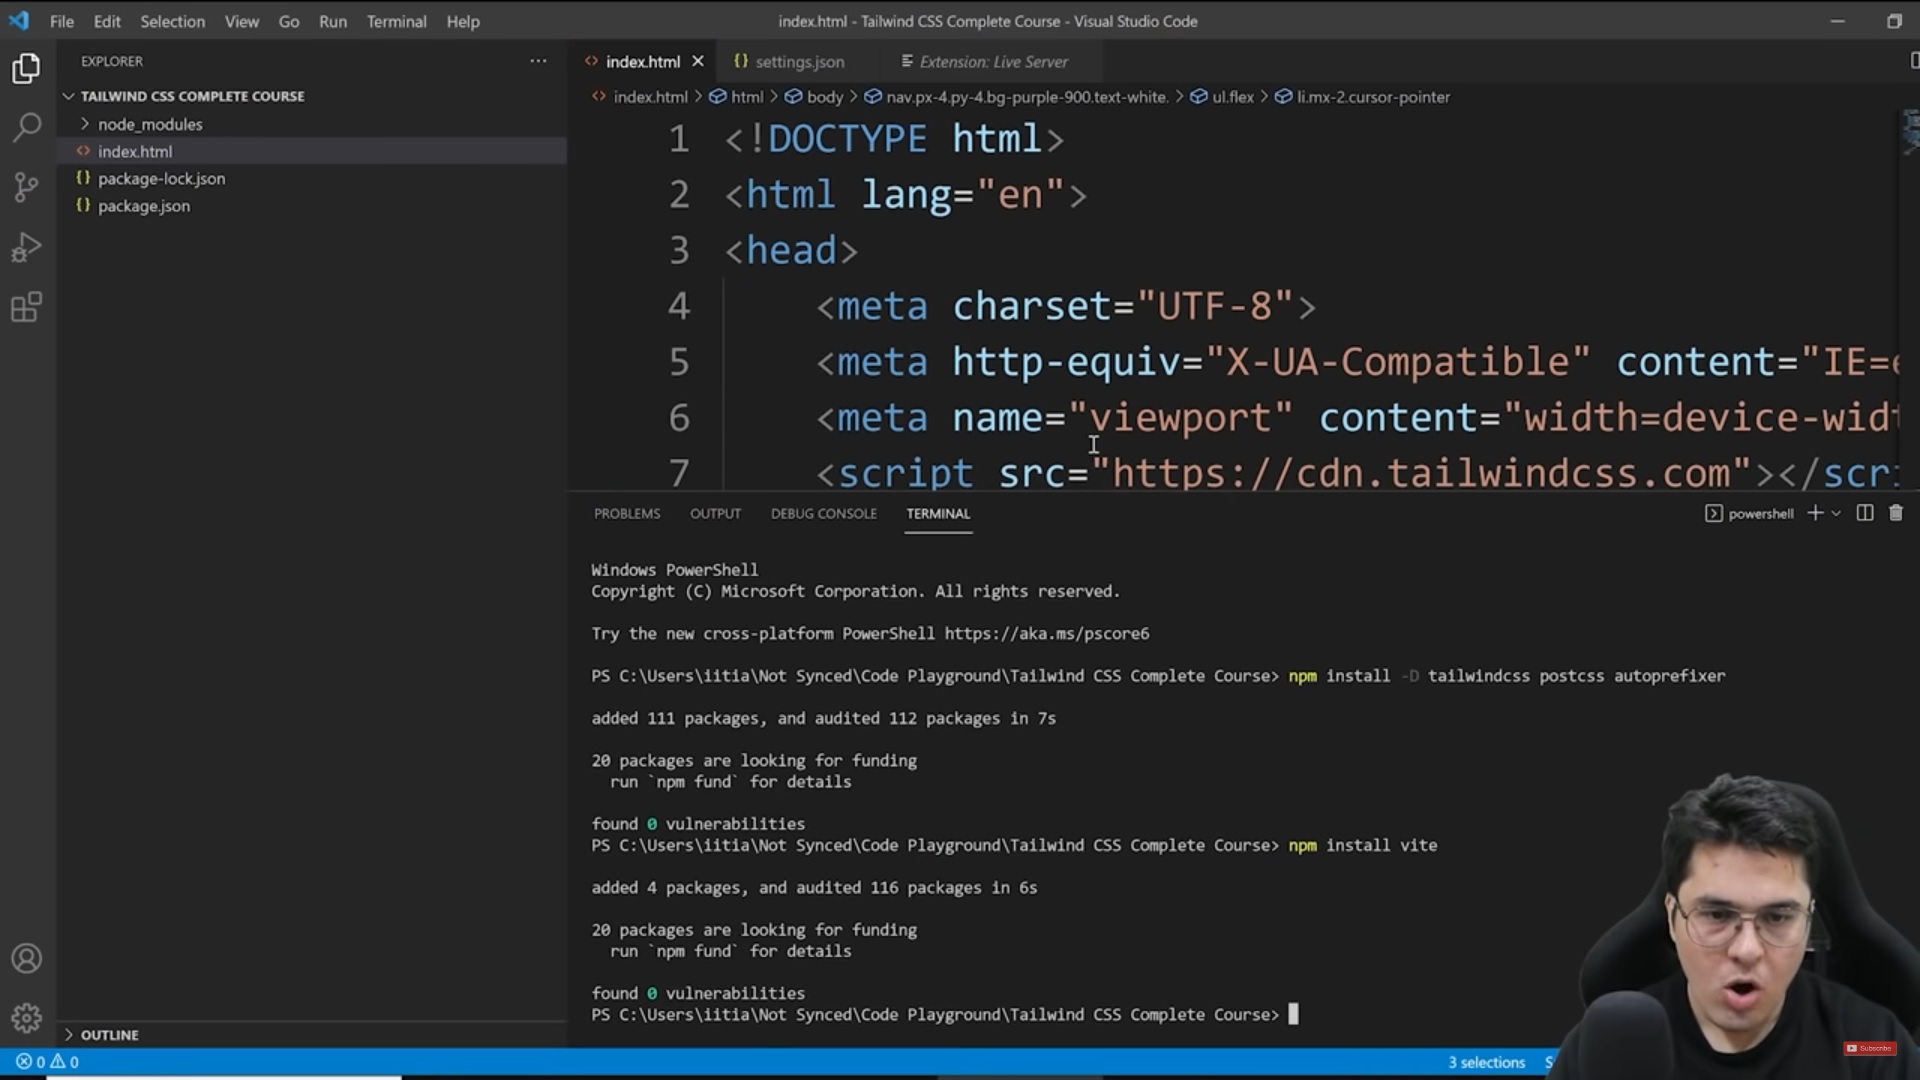 File Edit Selection View Go Run Terminal Help
index.html - Tailwind CSS Complete Course - Visual Studio Code
EXPLORER
TAILWIND CSS COMPLETE COURSE
node_modules
index.html
package-lock.json
package.json
OUTLINE
index.html settings.json Extension: Live Server
index.html > html > body > nav.px-4.py-4.bg-purple-900.text-white. > ul.flex > li.mx-2.cursor-pointer
1 <!DOCTYPE html>
2 <html lang="en">
3 <head>
4 <meta charset="UTF-8">
5 <meta http-equiv="X-UA-Compatible" content="IE=e
6 <meta name="viewport" content="width=device-widt
7 <script src="https://cdn.tailwindcss.com"></scri
PROBLEMS OUTPUT DEBUG CONSOLE TERMINAL
powershell
Windows PowerShell
Copyright (C) Microsoft Corporation. All rights reserved.
Try the new cross-platform PowerShell https://aka.ms/pscore6
PS C:\Users\iitia\Not Synced\Code Playground\Tailwind CSS Complete Course> npm install -D tailwindcss postcss autoprefixer
added 111 packages, and audited 112 packages in 7s
20 packages are looking for funding
run `npm fund` for details
found 0 vulnerabilities
PS C:\Users\iitia\Not Synced\Code Playground\Tailwind CSS Complete Course> npm install vite
added 4 packages, and audited 116 packages in 6s
20 packages are looking for funding
run `npm fund` for details
found 0 vulnerabilities
PS C:\Users\iitia\Not Synced\Code Playground\Tailwind CSS Complete Course>
Subscribe
0 0
3 selections S